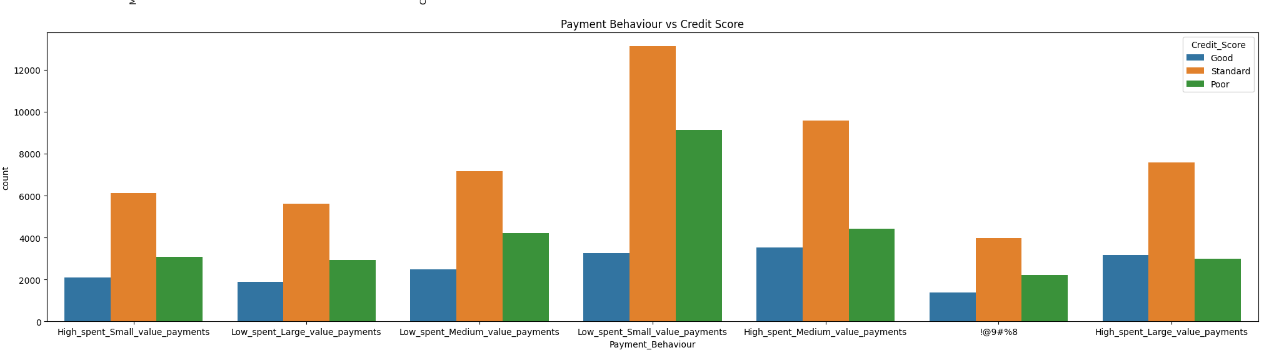 Payment Behaviour vs Credit Score
Credit_Score
Good
Standard
Poor
12000
10000
8000
6000
4000
2000
0
count
High_spent_Small_value_payments
Low_spent_Large_value_payments
Low_spent_Medium_value_payments
Low_spent_Small_value_payments
High_spent_Medium_value_payments
!@9#%8
High_spent_Large_value_payments
Payment_Behaviour